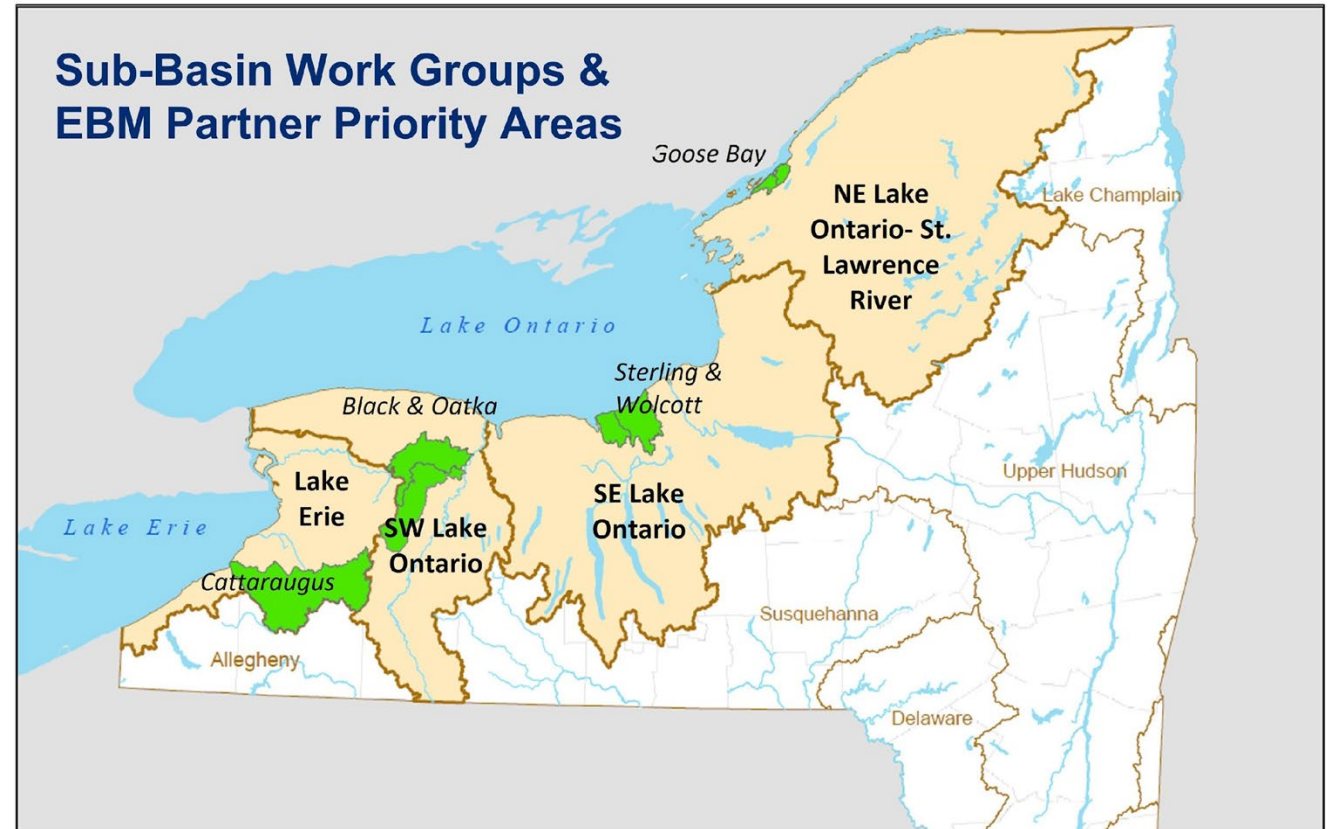 Sub-Basin Work Groups &
EBM Partner Priority Areas
Goose Bay
NE Lake
Ontario- St.
Lawrence
River
Lake Champlain
Lake Ontario
Sterling &
Wolcott
Black & Oatka
Lake
Erie
SW Lake
Ontario
SE Lake
Ontario
Upper Hudson
Lake Erie
Cattaraugus
Allegheny
Susquehanna
Delaware